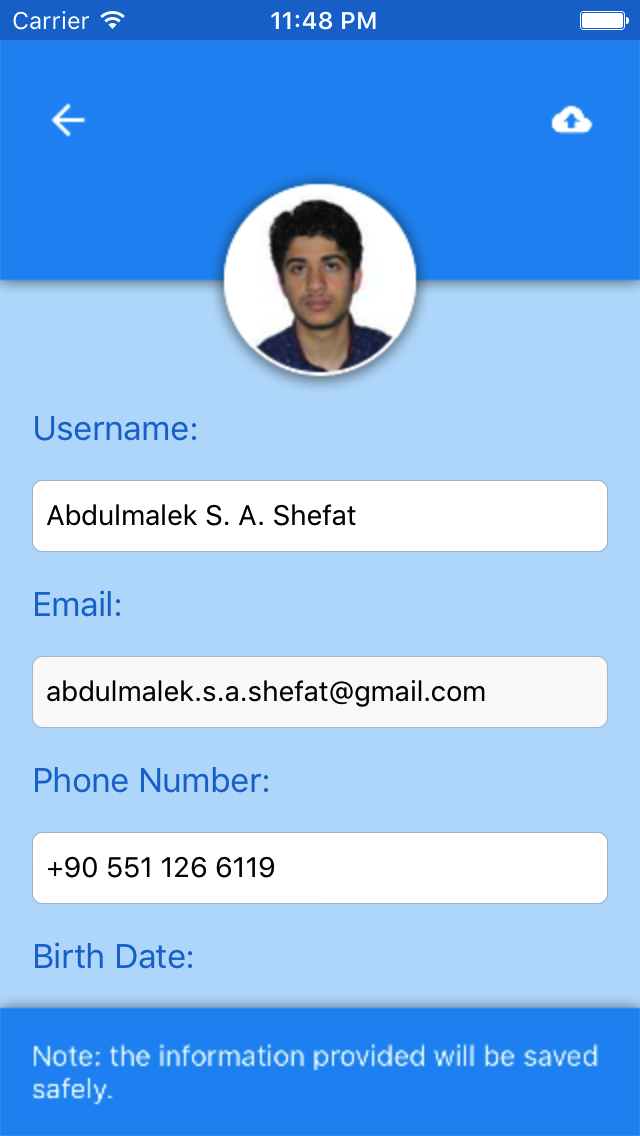 Carrier 11:48 PM
Username:
Abdulmalek S. A. Shefat
Email:
abdulmalek.s.a.shefat@gmail.com
Phone Number:
+90 551 126 6119
Birth Date:
Note: the information provided will be saved
safely.